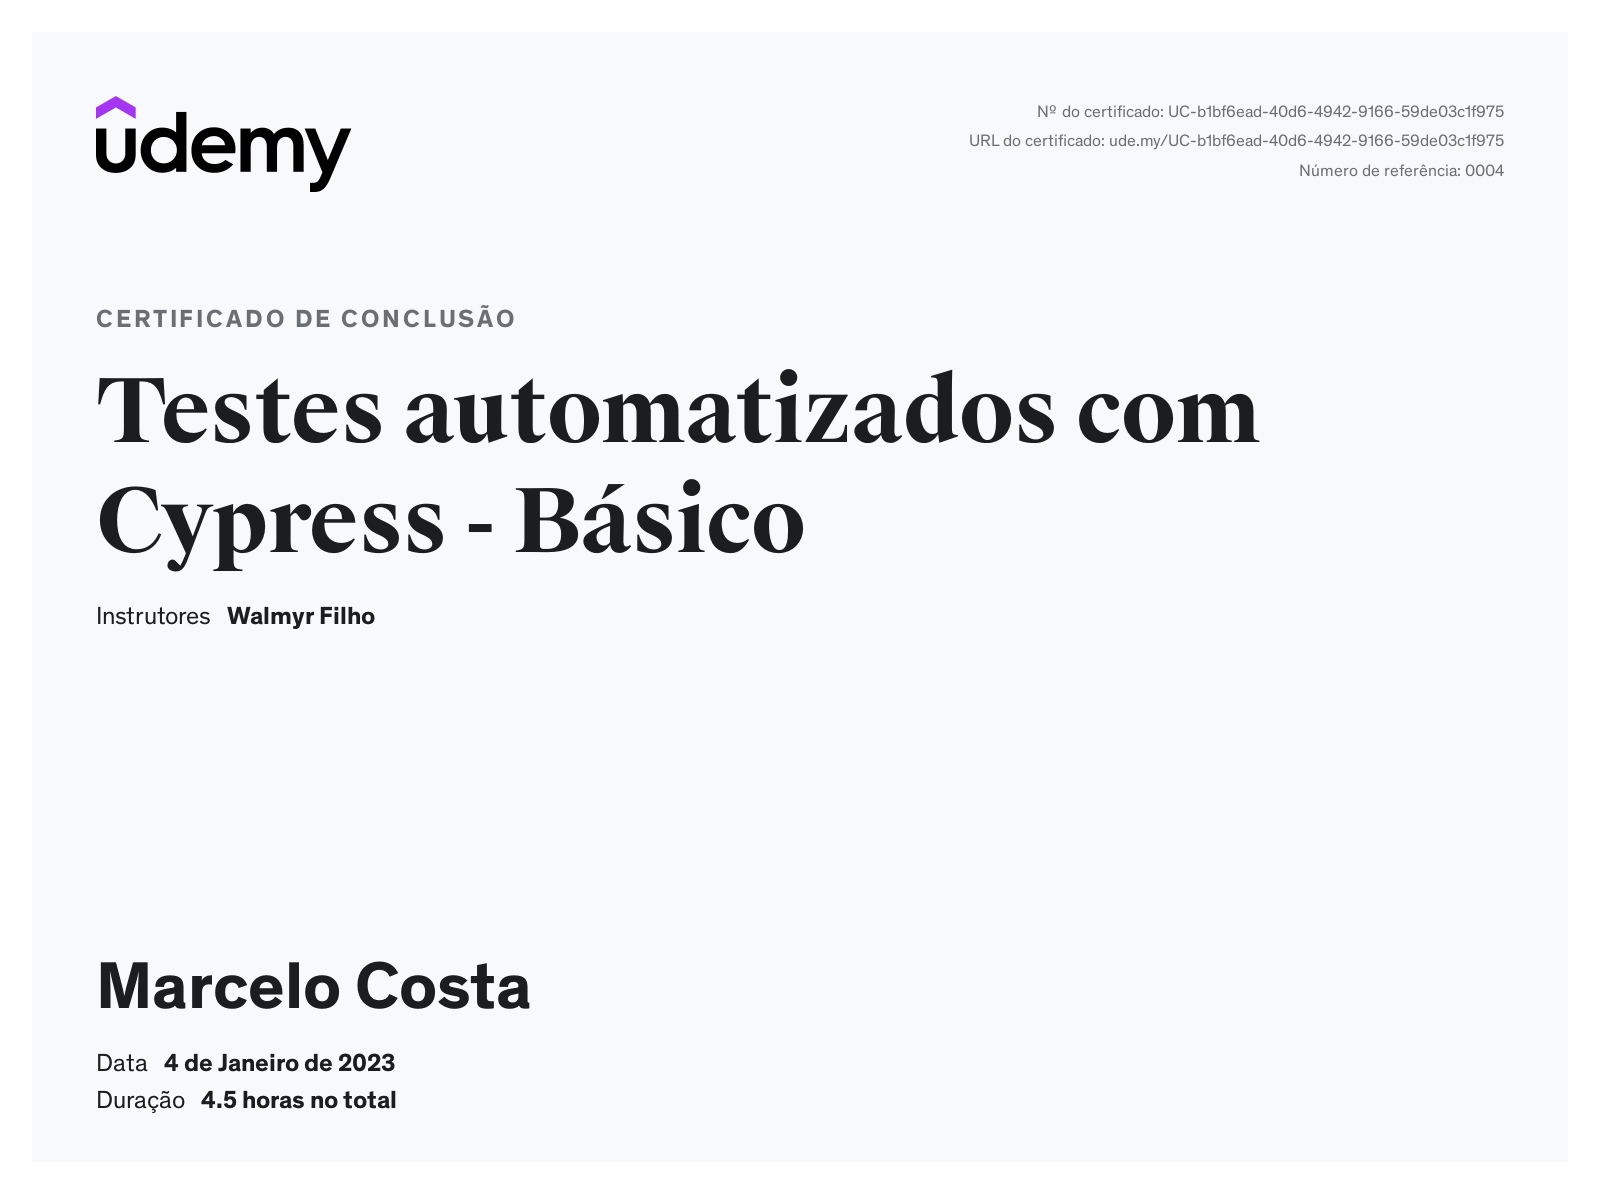 udemy
Nº do certificado: UC-b1bf6ead-40d6-4942-9166-59de03c1f975
URL do certificado: ude.my/UC-b1bf6ead-40d6-4942-9166-59de03c1f975
Número de referência: 0004
CERTIFICADO DE CONCLUSÃO
Testes automatizados com
Cypress - Básico
Instrutores Walmyr Filho
Marcelo Costa
Data 4 de Janeiro de 2023
Duração 4.5 horas no total